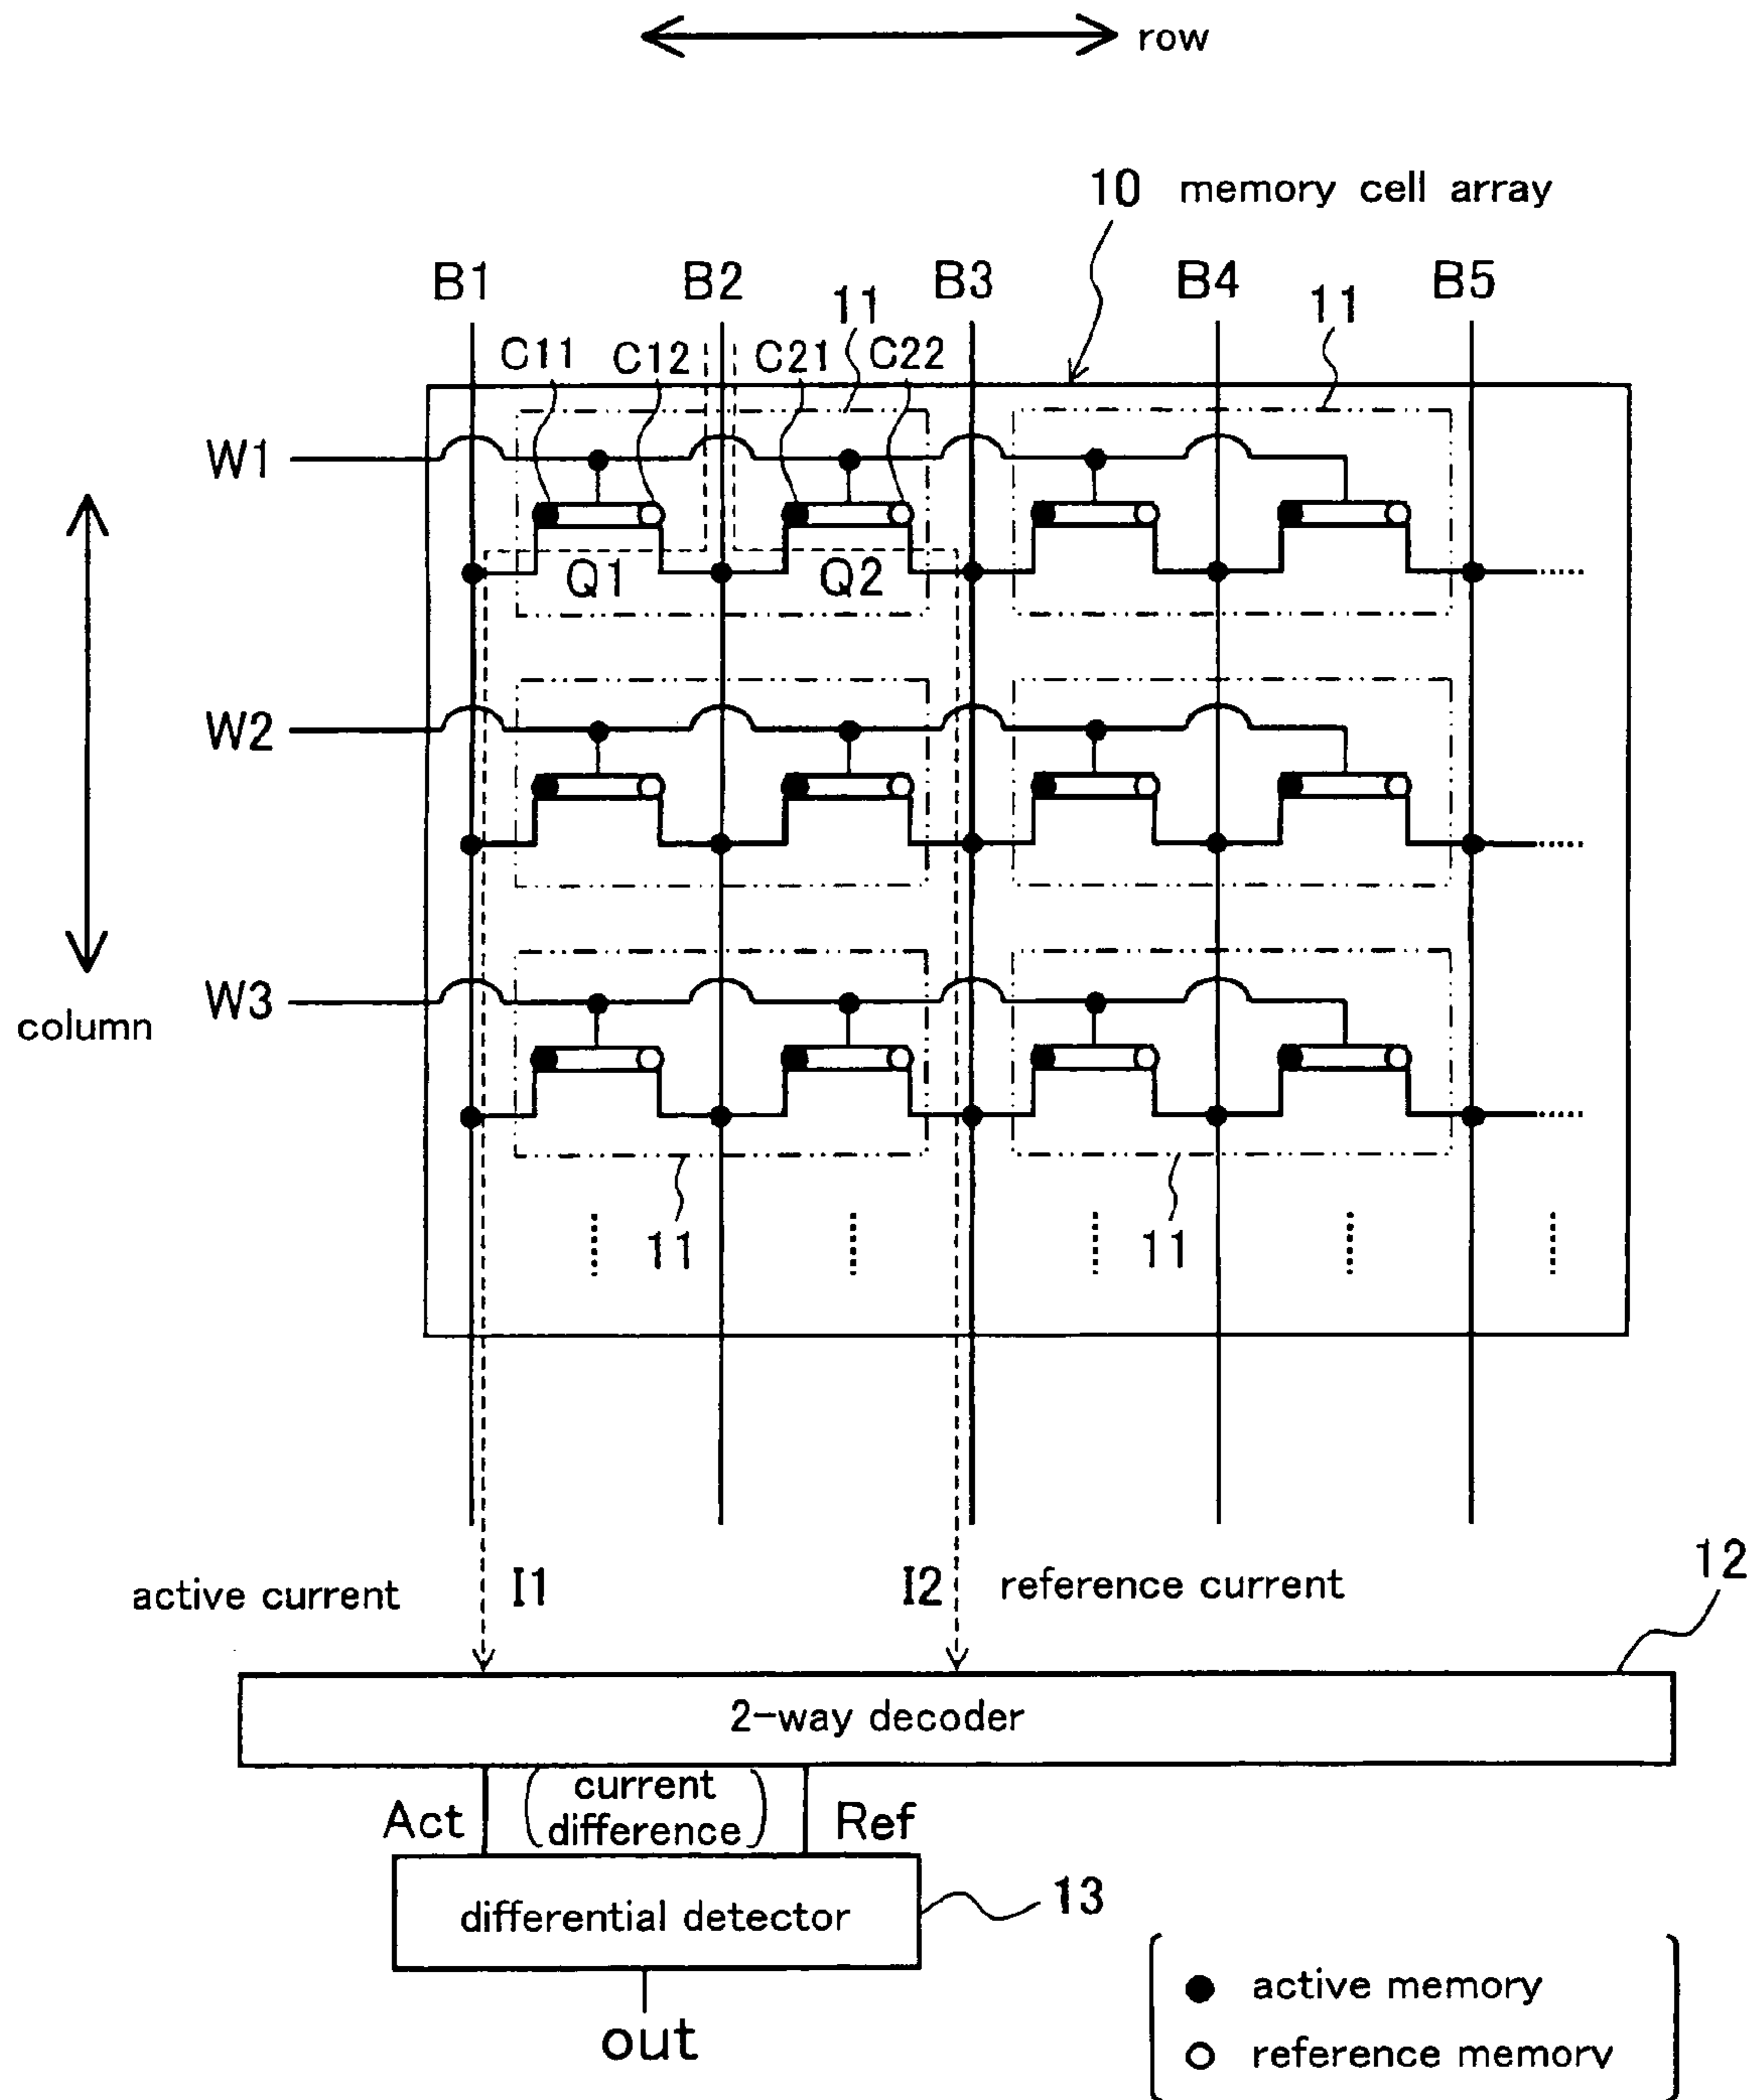 row
10 memory cell array
B1 B2 B3 B4 B5
11 11
C11 C12 C21 C22
W1
Q1 Q2
W2
W3
column
11 11
12
active current I1 I2 reference current
2-way decoder
Act (current difference) Ref
13
differential detector
out
● active memory
○ reference memory